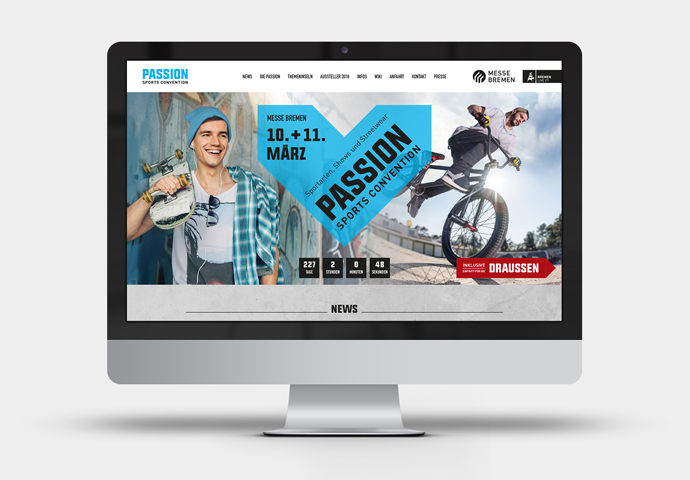 PASSION
SPORTS CONVENTION
NEWS DIE PASSION THEMENINSELN AUSSTELLER 2018 INFOS WIKI ANFAHRT KONTAKT PRESSE
MESSE
BREMEN
BREMEN
MESSE BREMEN
10. + 11.
MÄRZ
Sportarten, Shows und Streetwear
PASSION
SPORTS CONVENTION
227 2 0 48
TAGE STUNDEN MINUTEN SEKUNDEN
INKLUSIVE
DRAUSSEN
NEWS